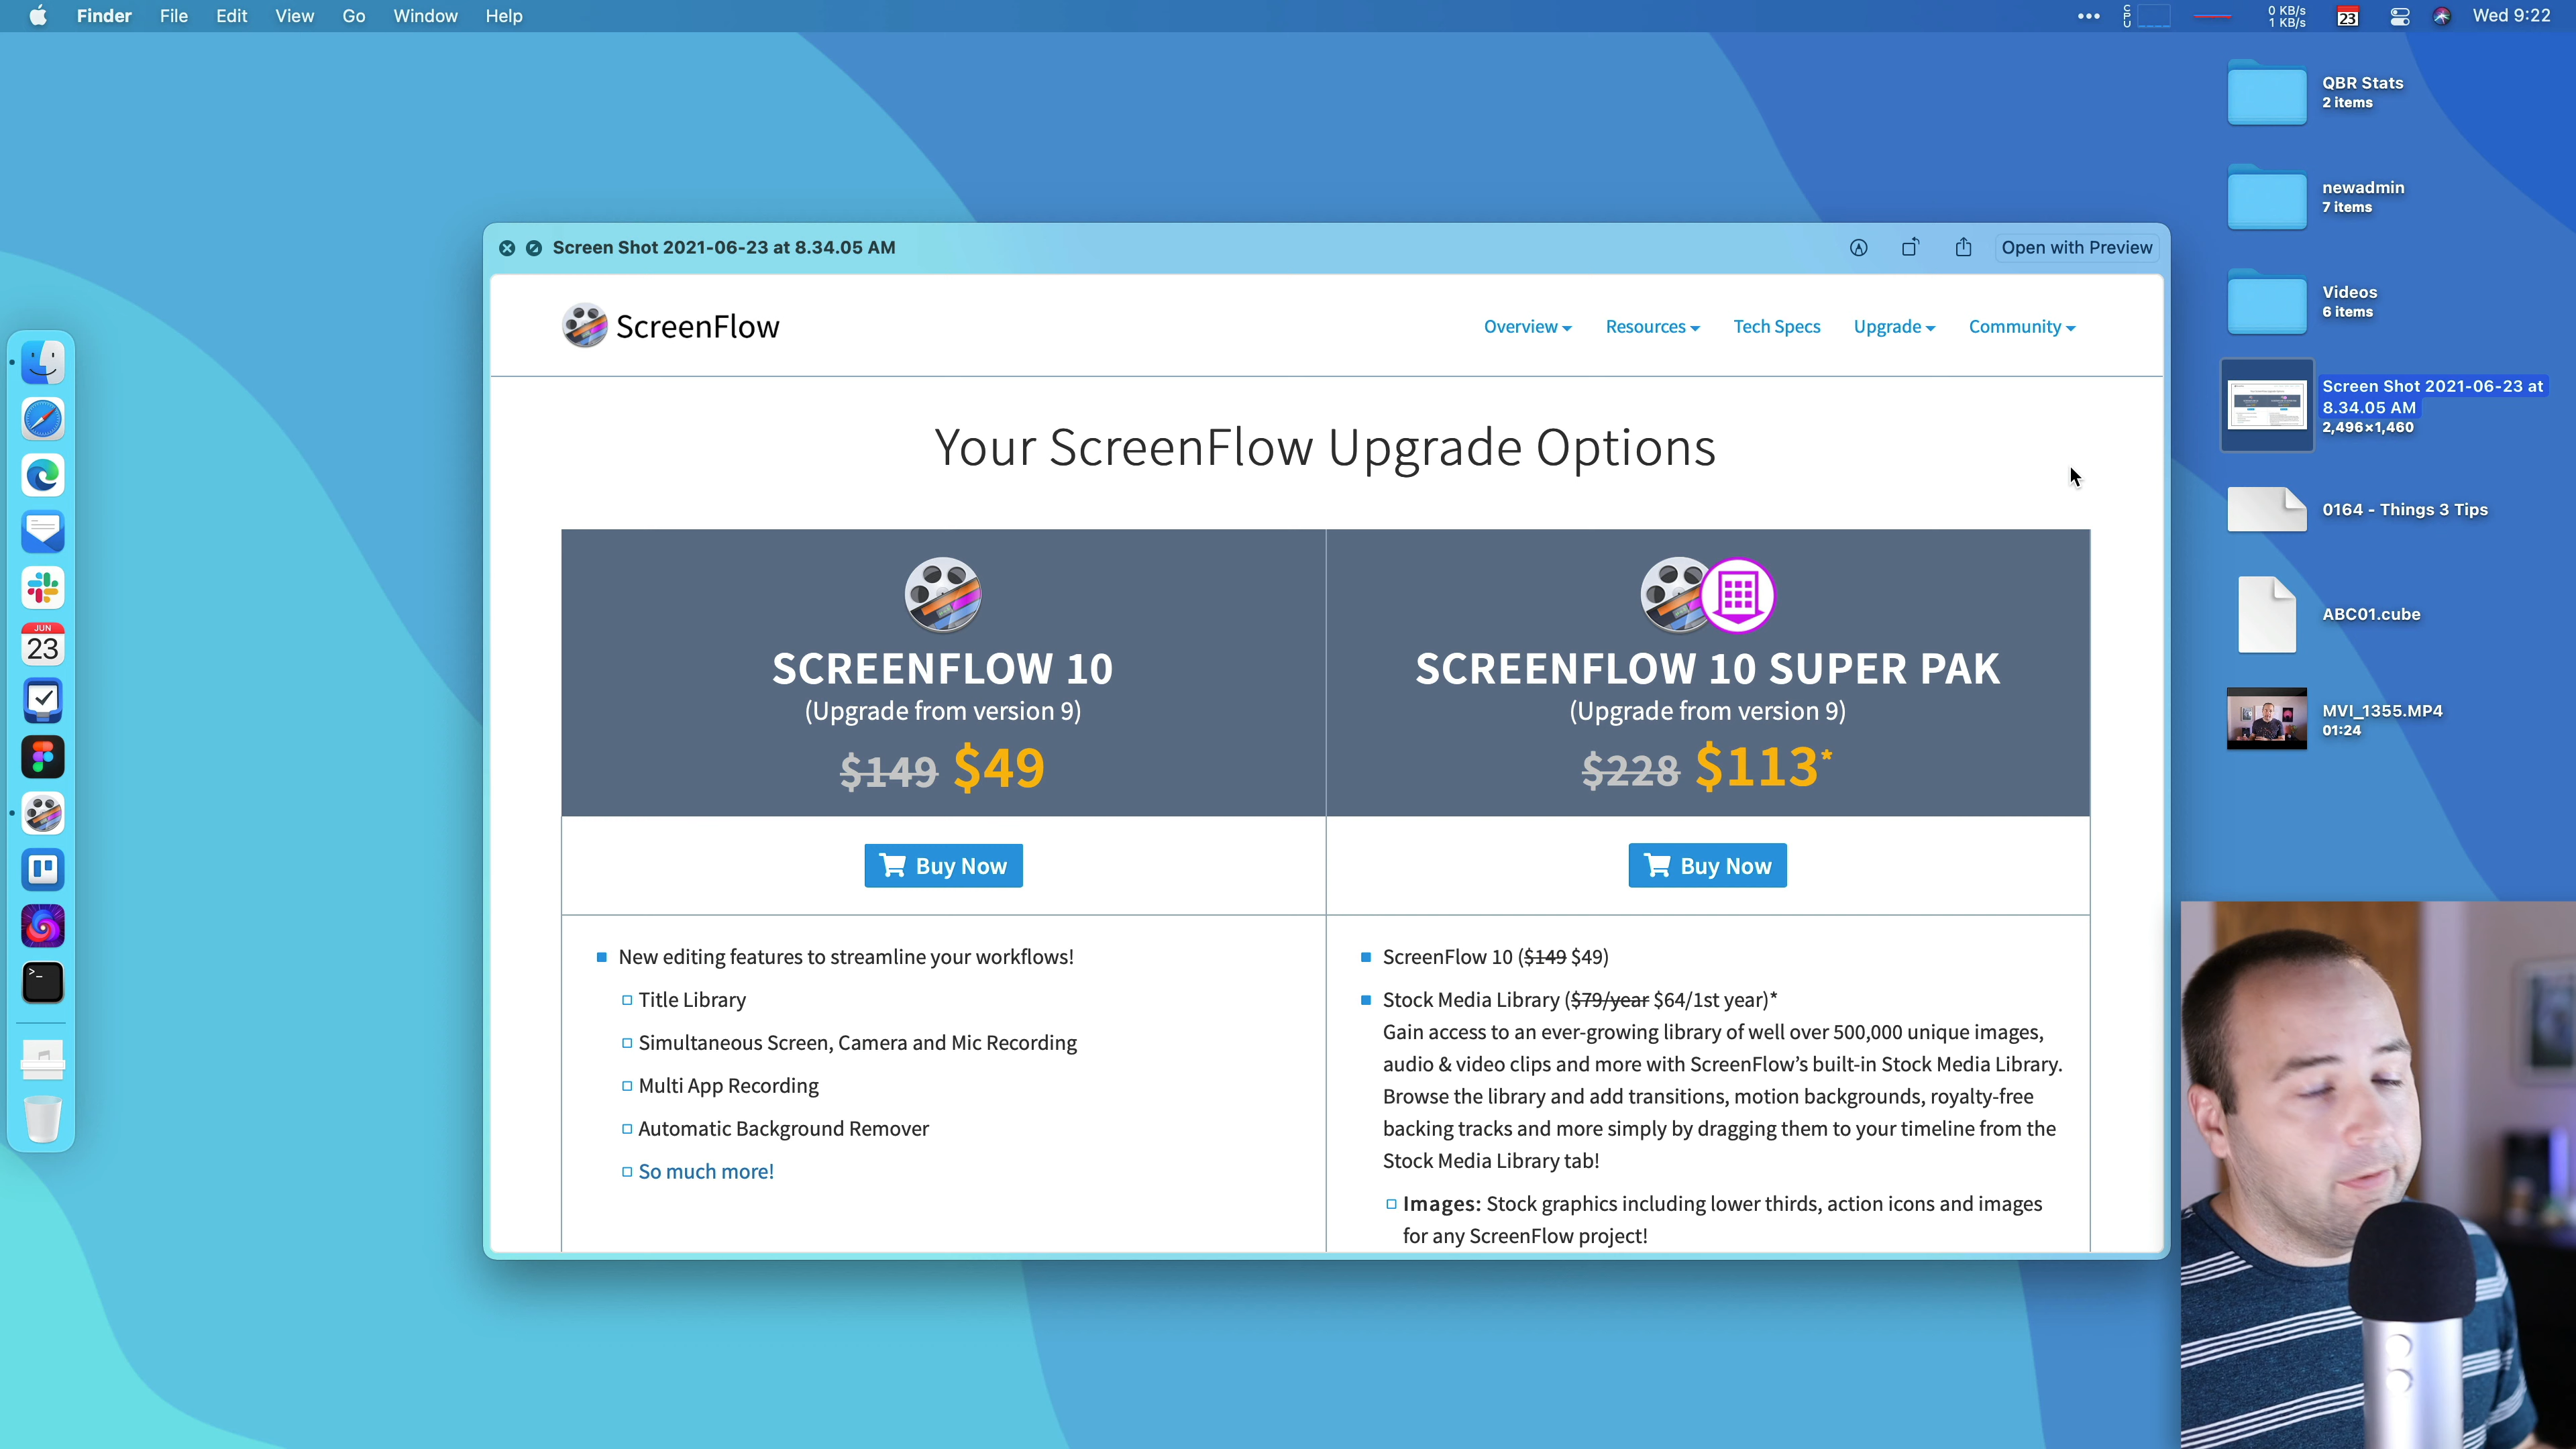 Finder File Edit View Go Window Help
CPU
0 KB/s
1 KB/s
23
Wed 9:22
QBR Stats
2 items
newadmin
7 items
Videos
6 items
Screen Shot 2021-06-23 at
8.34.05 AM
2,496×1,460
0164 - Things 3 Tips
ABC01.cube
MVI_1355.MP4
01:24
JUN
23
Screen Shot 2021-06-23 at 8.34.05 AM
Open with Preview
ScreenFlow
Overview Resources Tech Specs Upgrade Community
Your ScreenFlow Upgrade Options
SCREENFLOW 10
(Upgrade from version 9)
$149 $49
Buy Now
New editing features to streamline your workflows!
Title Library
Simultaneous Screen, Camera and Mic Recording
Multi App Recording
Automatic Background Remover
So much more!
SCREENFLOW 10 SUPER PAK
(Upgrade from version 9)
$228 $113*
Buy Now
ScreenFlow 10 ($149 $49)
Stock Media Library ($79/year $64/1st year)*
Gain access to an ever-growing library of well over 500,000 unique images,
audio & video clips and more with ScreenFlow’s built-in Stock Media Library.
Browse the library and add transitions, motion backgrounds, royalty-free
backing tracks and more simply by dragging them to your timeline from the
Stock Media Library tab!
Images: Stock graphics including lower thirds, action icons and images
for any ScreenFlow project!